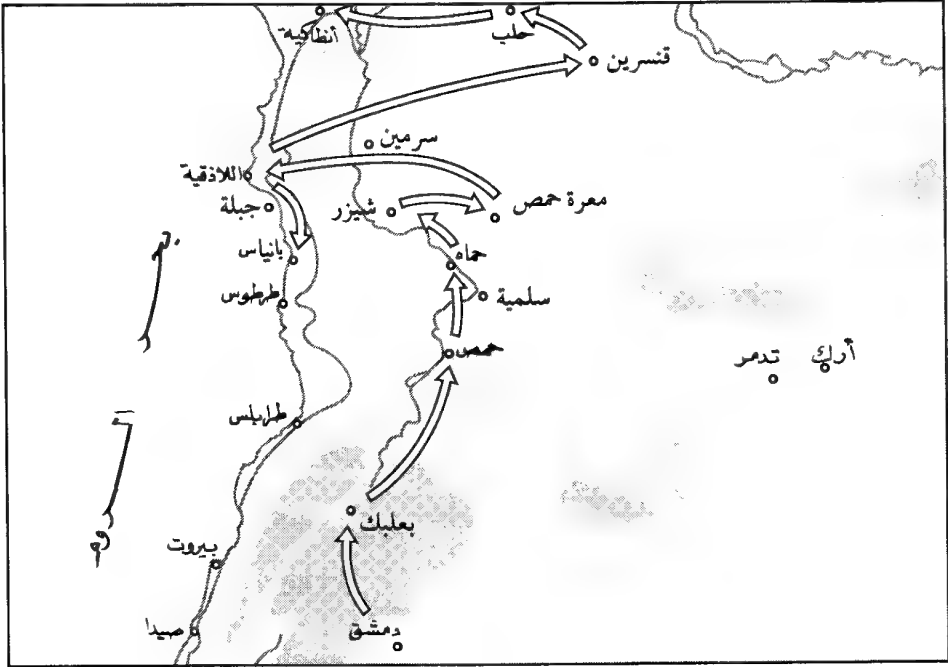 أنطاكية
حلب
قنسرين
سرمين
اللاذقية
معرة حمص
شيزر
جبلة
بانياس
حماه
طرطوس
سلمية
حمص
أرك
تدمر
طرابلس
بعلبك
بيروت
دمشق
صيدا
بحر
الروم